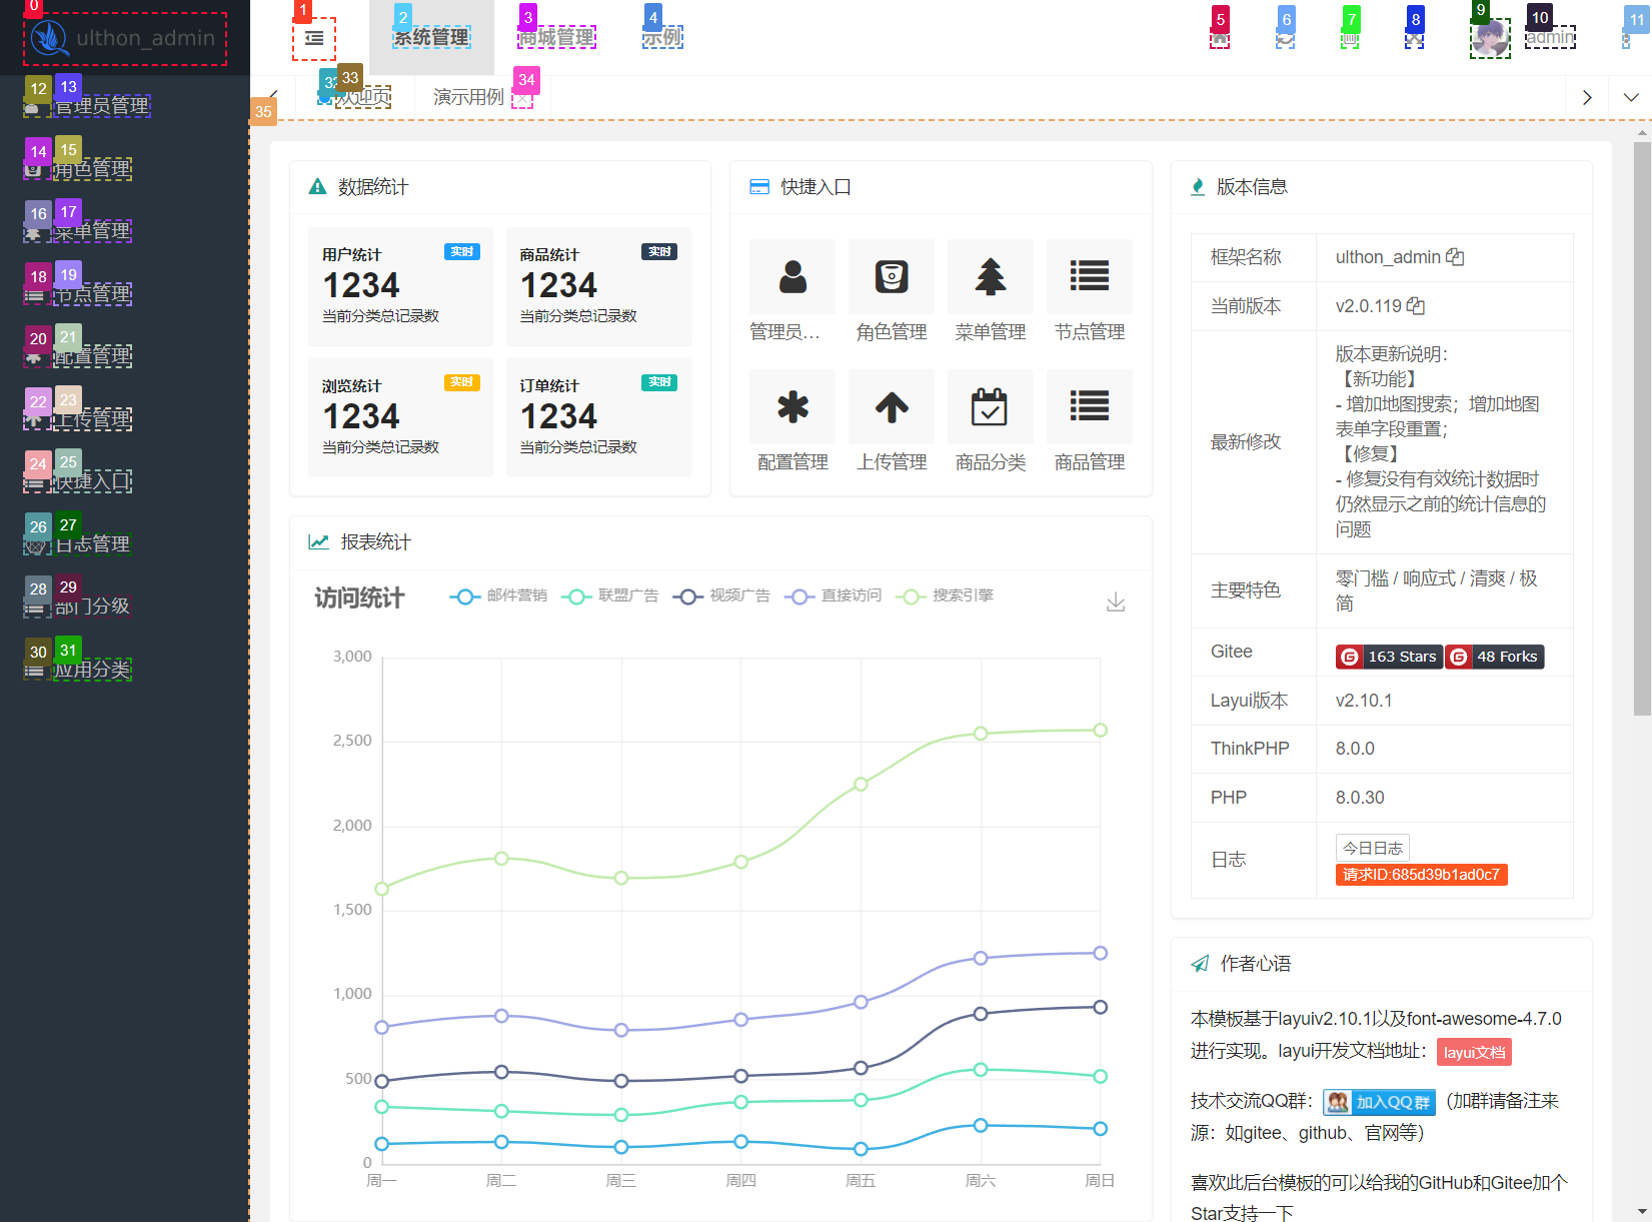 0
1
2
3
4
5
6
7
8
9
10
11
ulthon_admin
系统管理
商城管理
示例
admin
12
13
管理员管理
14
15
角色管理
16
17
菜单管理
18
19
节点管理
20
21
配置管理
22
23
上传管理
24
25
快捷入口
26
27
日志管理
28
29
部门分级
30
31
应用分类
32
33
欢迎页
34
演示用例
35
数据统计
用户统计 实时
1234
当前分类总记录数
商品统计 实时
1234
当前分类总记录数
浏览统计 实时
1234
当前分类总记录数
订单统计 实时
1234
当前分类总记录数
快捷入口
管理员...
角色管理
菜单管理
节点管理
配置管理
上传管理
商品分类
商品管理
报表统计
访问统计
邮件营销
联盟广告
视频广告
直接访问
搜索引擎
3,000
2,500
2,000
1,500
1,000
500
0
周一
周二
周三
周四
周五
周六
周日
版本信息
框架名称 ulthon_admin
当前版本 v2.0.119
最新修改
版本更新说明：
【新功能】
- 增加地图搜索；增加地图
表单字段重置；
【修复】
- 修复没有有效统计数据时
仍然显示之前的统计信息的
问题
主要特色
零门槛 / 响应式 / 清爽 / 极
简
Gitee 163 Stars 48 Forks
Layui版本 v2.10.1
ThinkPHP 8.0.0
PHP 8.0.30
日志
今日日志
请求ID:685d39b1ad0c7
作者心语
本模板基于layuiv2.10.1以及font-awesome-4.7.0
进行实现。layui开发文档地址： layui文档
技术交流QQ群： 加入QQ群 （加群请备注来
源：如gitee、github、官网等）
喜欢此后台模板的可以给我的GitHub和Gitee加个
Star支持一下